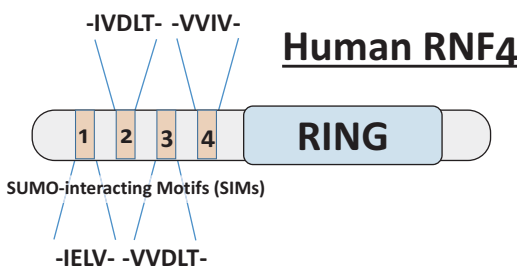 -IVDLT- -VVIV-
Human RNF4
1 2 3 4 RING
SUMO-interacting Motifs (SIMs)
-IELV- -VVDLT-